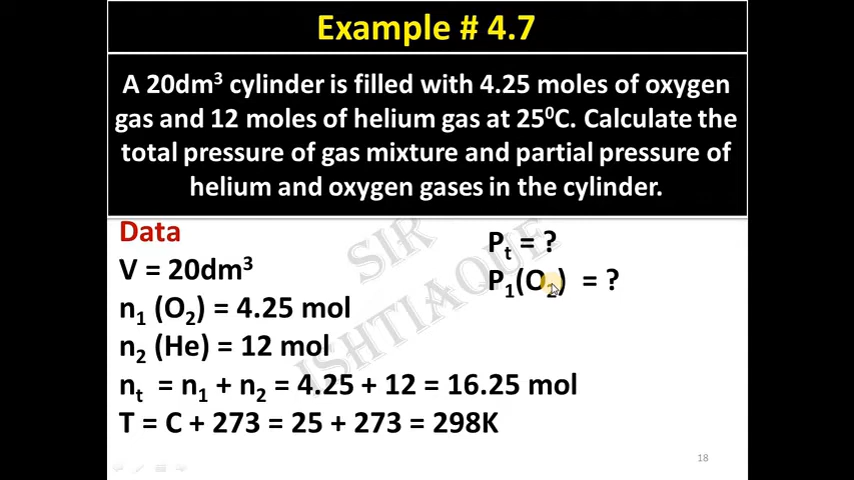 Example # 4.7
A 20dm³ cylinder is filled with 4.25 moles of oxygen
gas and 12 moles of helium gas at 25⁰C. Calculate the
total pressure of gas mixture and partial pressure of
helium and oxygen gases in the cylinder.
Data
V = 20dm³
n₁ (O₂) = 4.25 mol
n₂ (He) = 12 mol
nₜ = n₁ + n₂ = 4.25 + 12 = 16.25 mol
T = C + 273 = 25 + 273 = 298K
Pₜ = ?
P₁(O₂) = ?
SIR
ISHTIAQUE
18